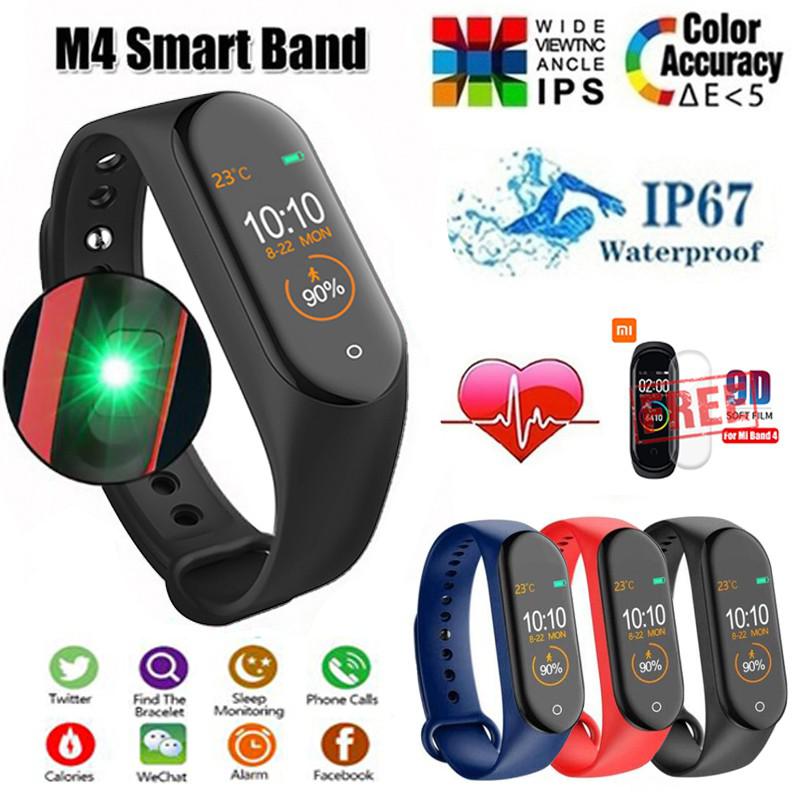 M4 Smart Band
WIDE
VIEWTNC
ANCLE
IPS
Color
Accuracy
ΔE<5
23°C
10:10
8-22 MON
90%
IP67
Waterproof
mi
02:00
6410
FREE
9D
SOFT FILM
For Mi Band 4
23°C
10:10
8-22 MON
90%
23°C
10:10
8-22 MON
90%
23°C
10:10
8-22 MON
90%
Twitter
Find The
Bracelet
Sleep
Monitoring
Phone Calls
Calories
WeChat
Alarm
Facebook